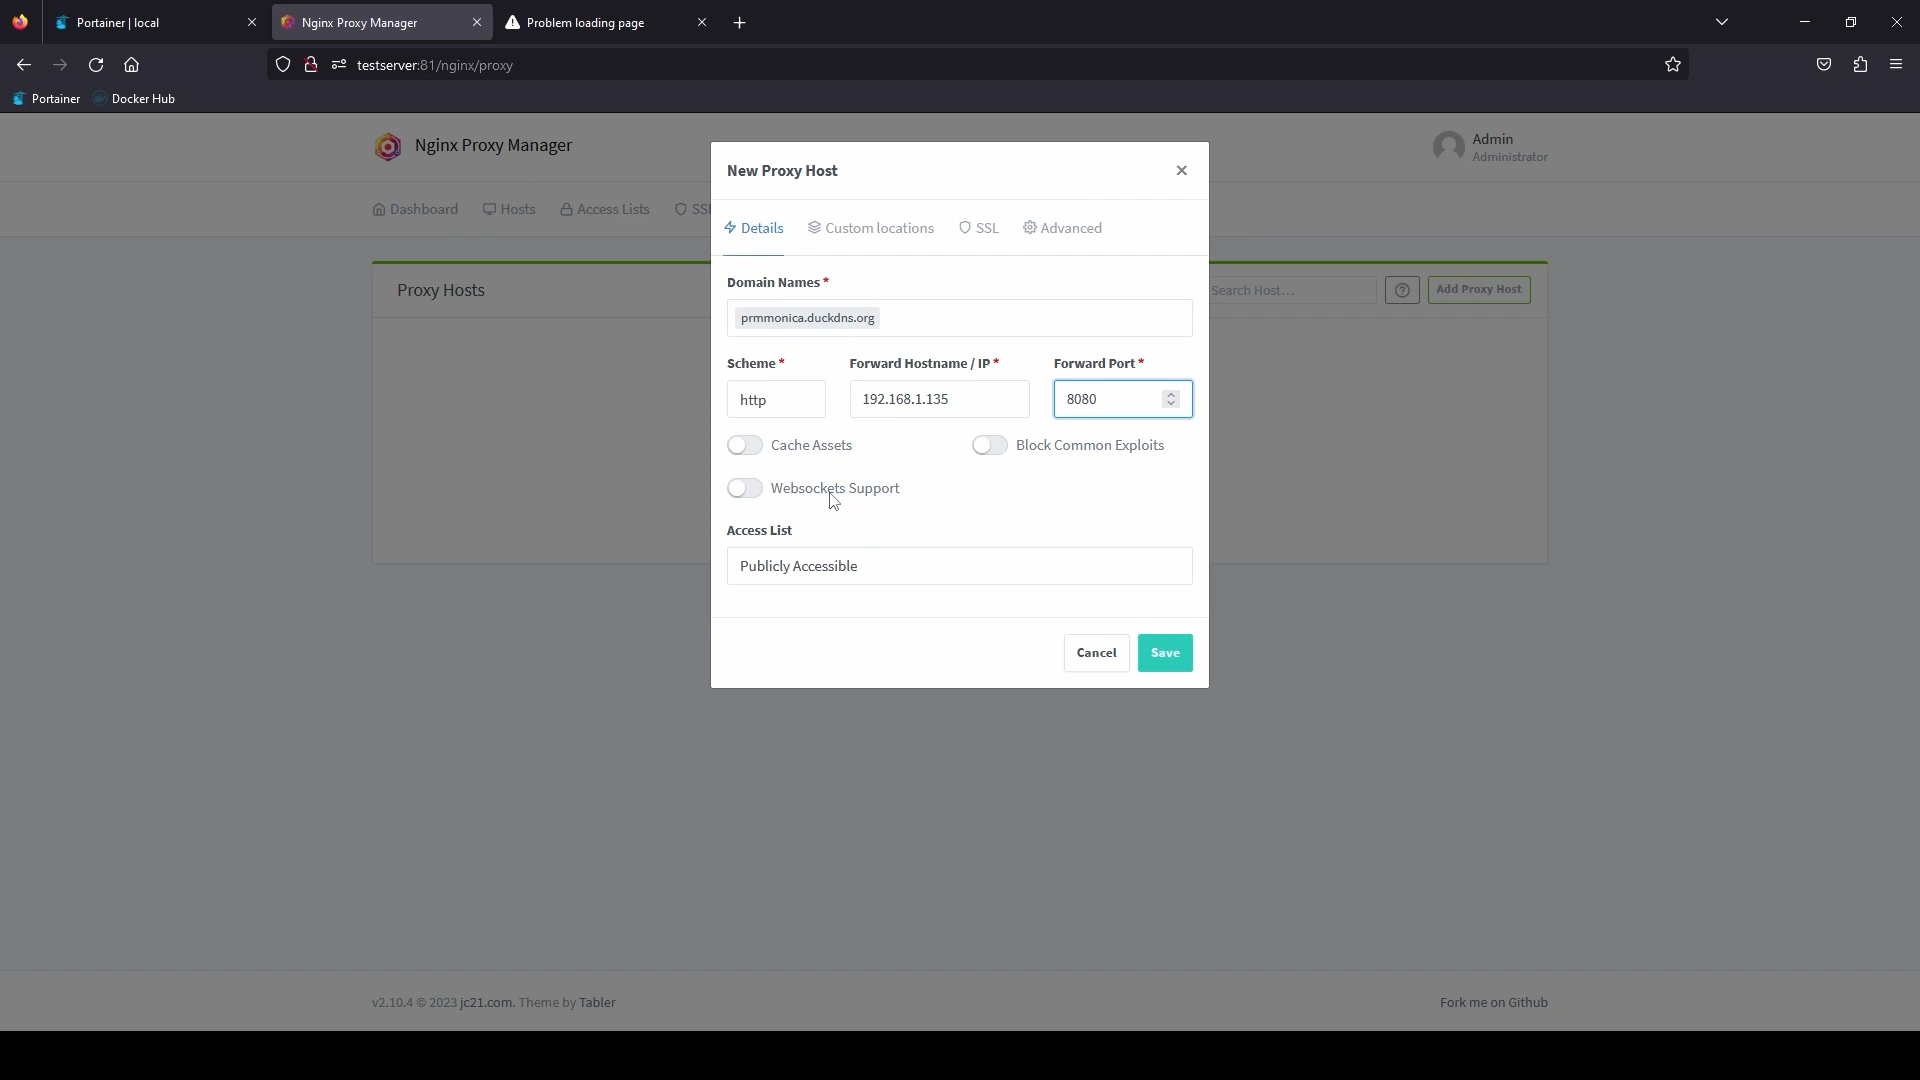 Portainer | local
Nginx Proxy Manager
Problem loading page
testserver:81/nginx/proxy
Portainer
Docker Hub
Nginx Proxy Manager
Admin
Administrator
Dashboard
Hosts
Access Lists
SSL
New Proxy Host
Details
Custom locations
SSL
Advanced
Proxy Hosts
Search Host...
Add Proxy Host
Domain Names *
prmmonica.duckdns.org
Scheme *
Forward Hostname / IP *
Forward Port *
http
192.168.1.135
8080
Cache Assets
Block Common Exploits
Websockets Support
Access List
Publicly Accessible
Cancel
Save
v2.10.4 © 2023 jc21.com. Theme by Tabler
Fork me on Github